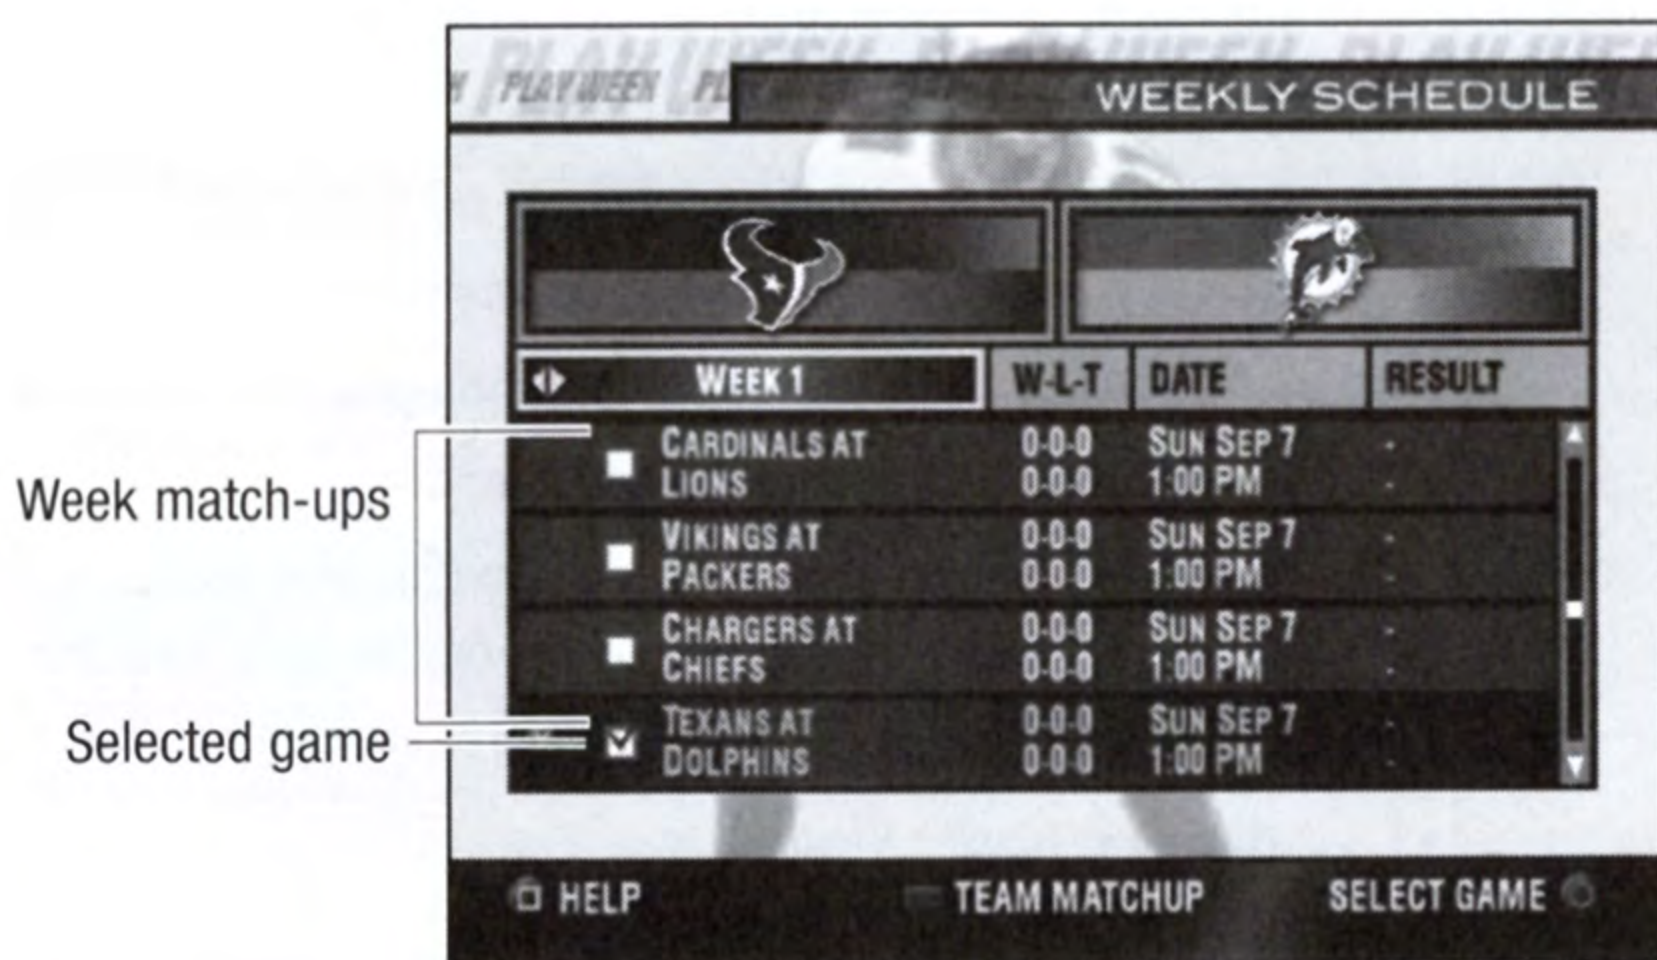 PLAY WEEK
WEEKLY SCHEDULE
WEEK 1 W-L-T DATE RESULT
CARDINALS AT 0-0-0 SUN SEP 7 -
LIONS 0-0-0 1:00 PM -
VIKINGS AT 0-0-0 SUN SEP 7 -
PACKERS 0-0-0 1:00 PM -
CHARGERS AT 0-0-0 SUN SEP 7 -
CHIEFS 0-0-0 1:00 PM -
TEXANS AT 0-0-0 SUN SEP 7 -
DOLPHINS 0-0-0 1:00 PM -
Week match-ups
Selected game
HELP TEAM MATCHUP SELECT GAME